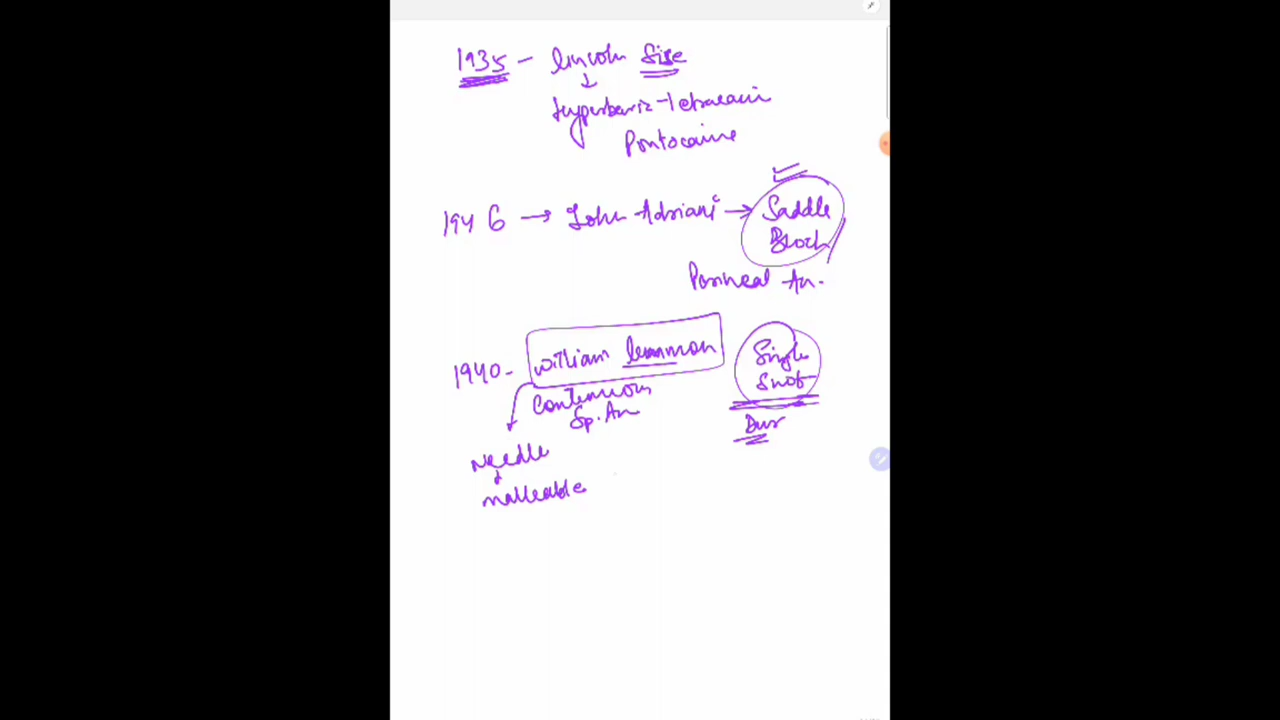 1935 - Lincoln Sise
↓
Hyperbaric - Tetracaine
Pontocaine
1946 → John Adriani → Saddle
Block
Perineal An.
1940 - William lemmon
Single
Shot
Continuous
Sp. An
Dur
Needle
↓
malleable